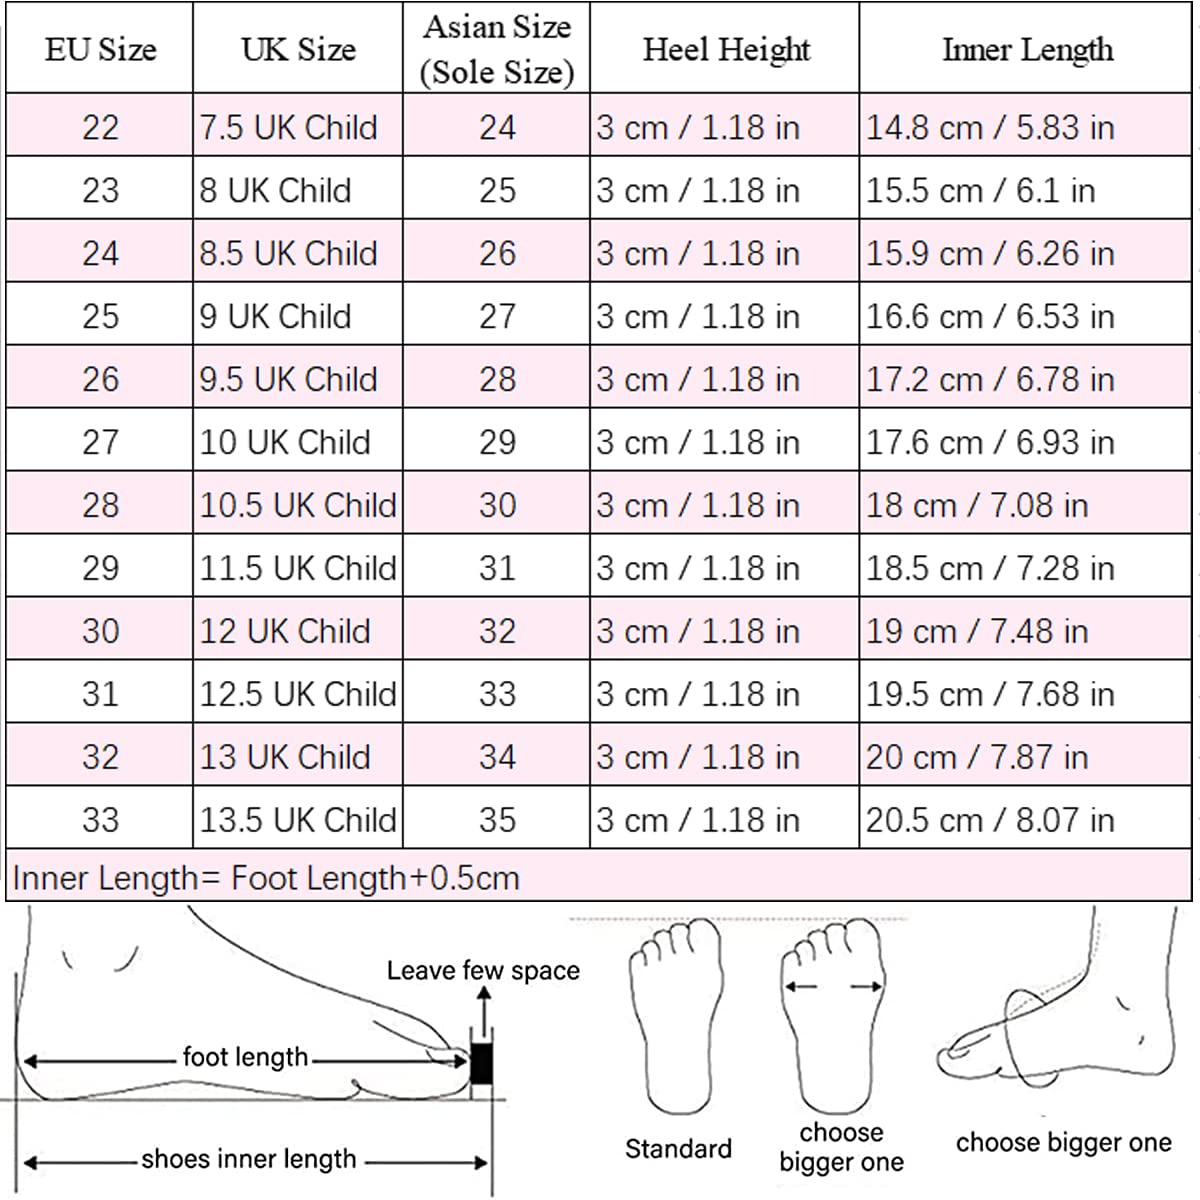 EU Size UK Size Asian Size (Sole Size) Heel Height Inner Length
22 7.5 UK Child 24 3 cm / 1.18 in 14.8 cm / 5.83 in
23 8 UK Child 25 3 cm / 1.18 in 15.5 cm / 6.1 in
24 8.5 UK Child 26 3 cm / 1.18 in 15.9 cm / 6.26 in
25 9 UK Child 27 3 cm / 1.18 in 16.6 cm / 6.53 in
26 9.5 UK Child 28 3 cm / 1.18 in 17.2 cm / 6.78 in
27 10 UK Child 29 3 cm / 1.18 in 17.6 cm / 6.93 in
28 10.5 UK Child 30 3 cm / 1.18 in 18 cm / 7.08 in
29 11.5 UK Child 31 3 cm / 1.18 in 18.5 cm / 7.28 in
30 12 UK Child 32 3 cm / 1.18 in 19 cm / 7.48 in
31 12.5 UK Child 33 3 cm / 1.18 in 19.5 cm / 7.68 in
32 13 UK Child 34 3 cm / 1.18 in 20 cm / 7.87 in
33 13.5 UK Child 35 3 cm / 1.18 in 20.5 cm / 8.07 in
Inner Length= Foot Length+0.5cm
Leave few space
foot length
shoes inner length
Standard
choose
bigger one
choose bigger one